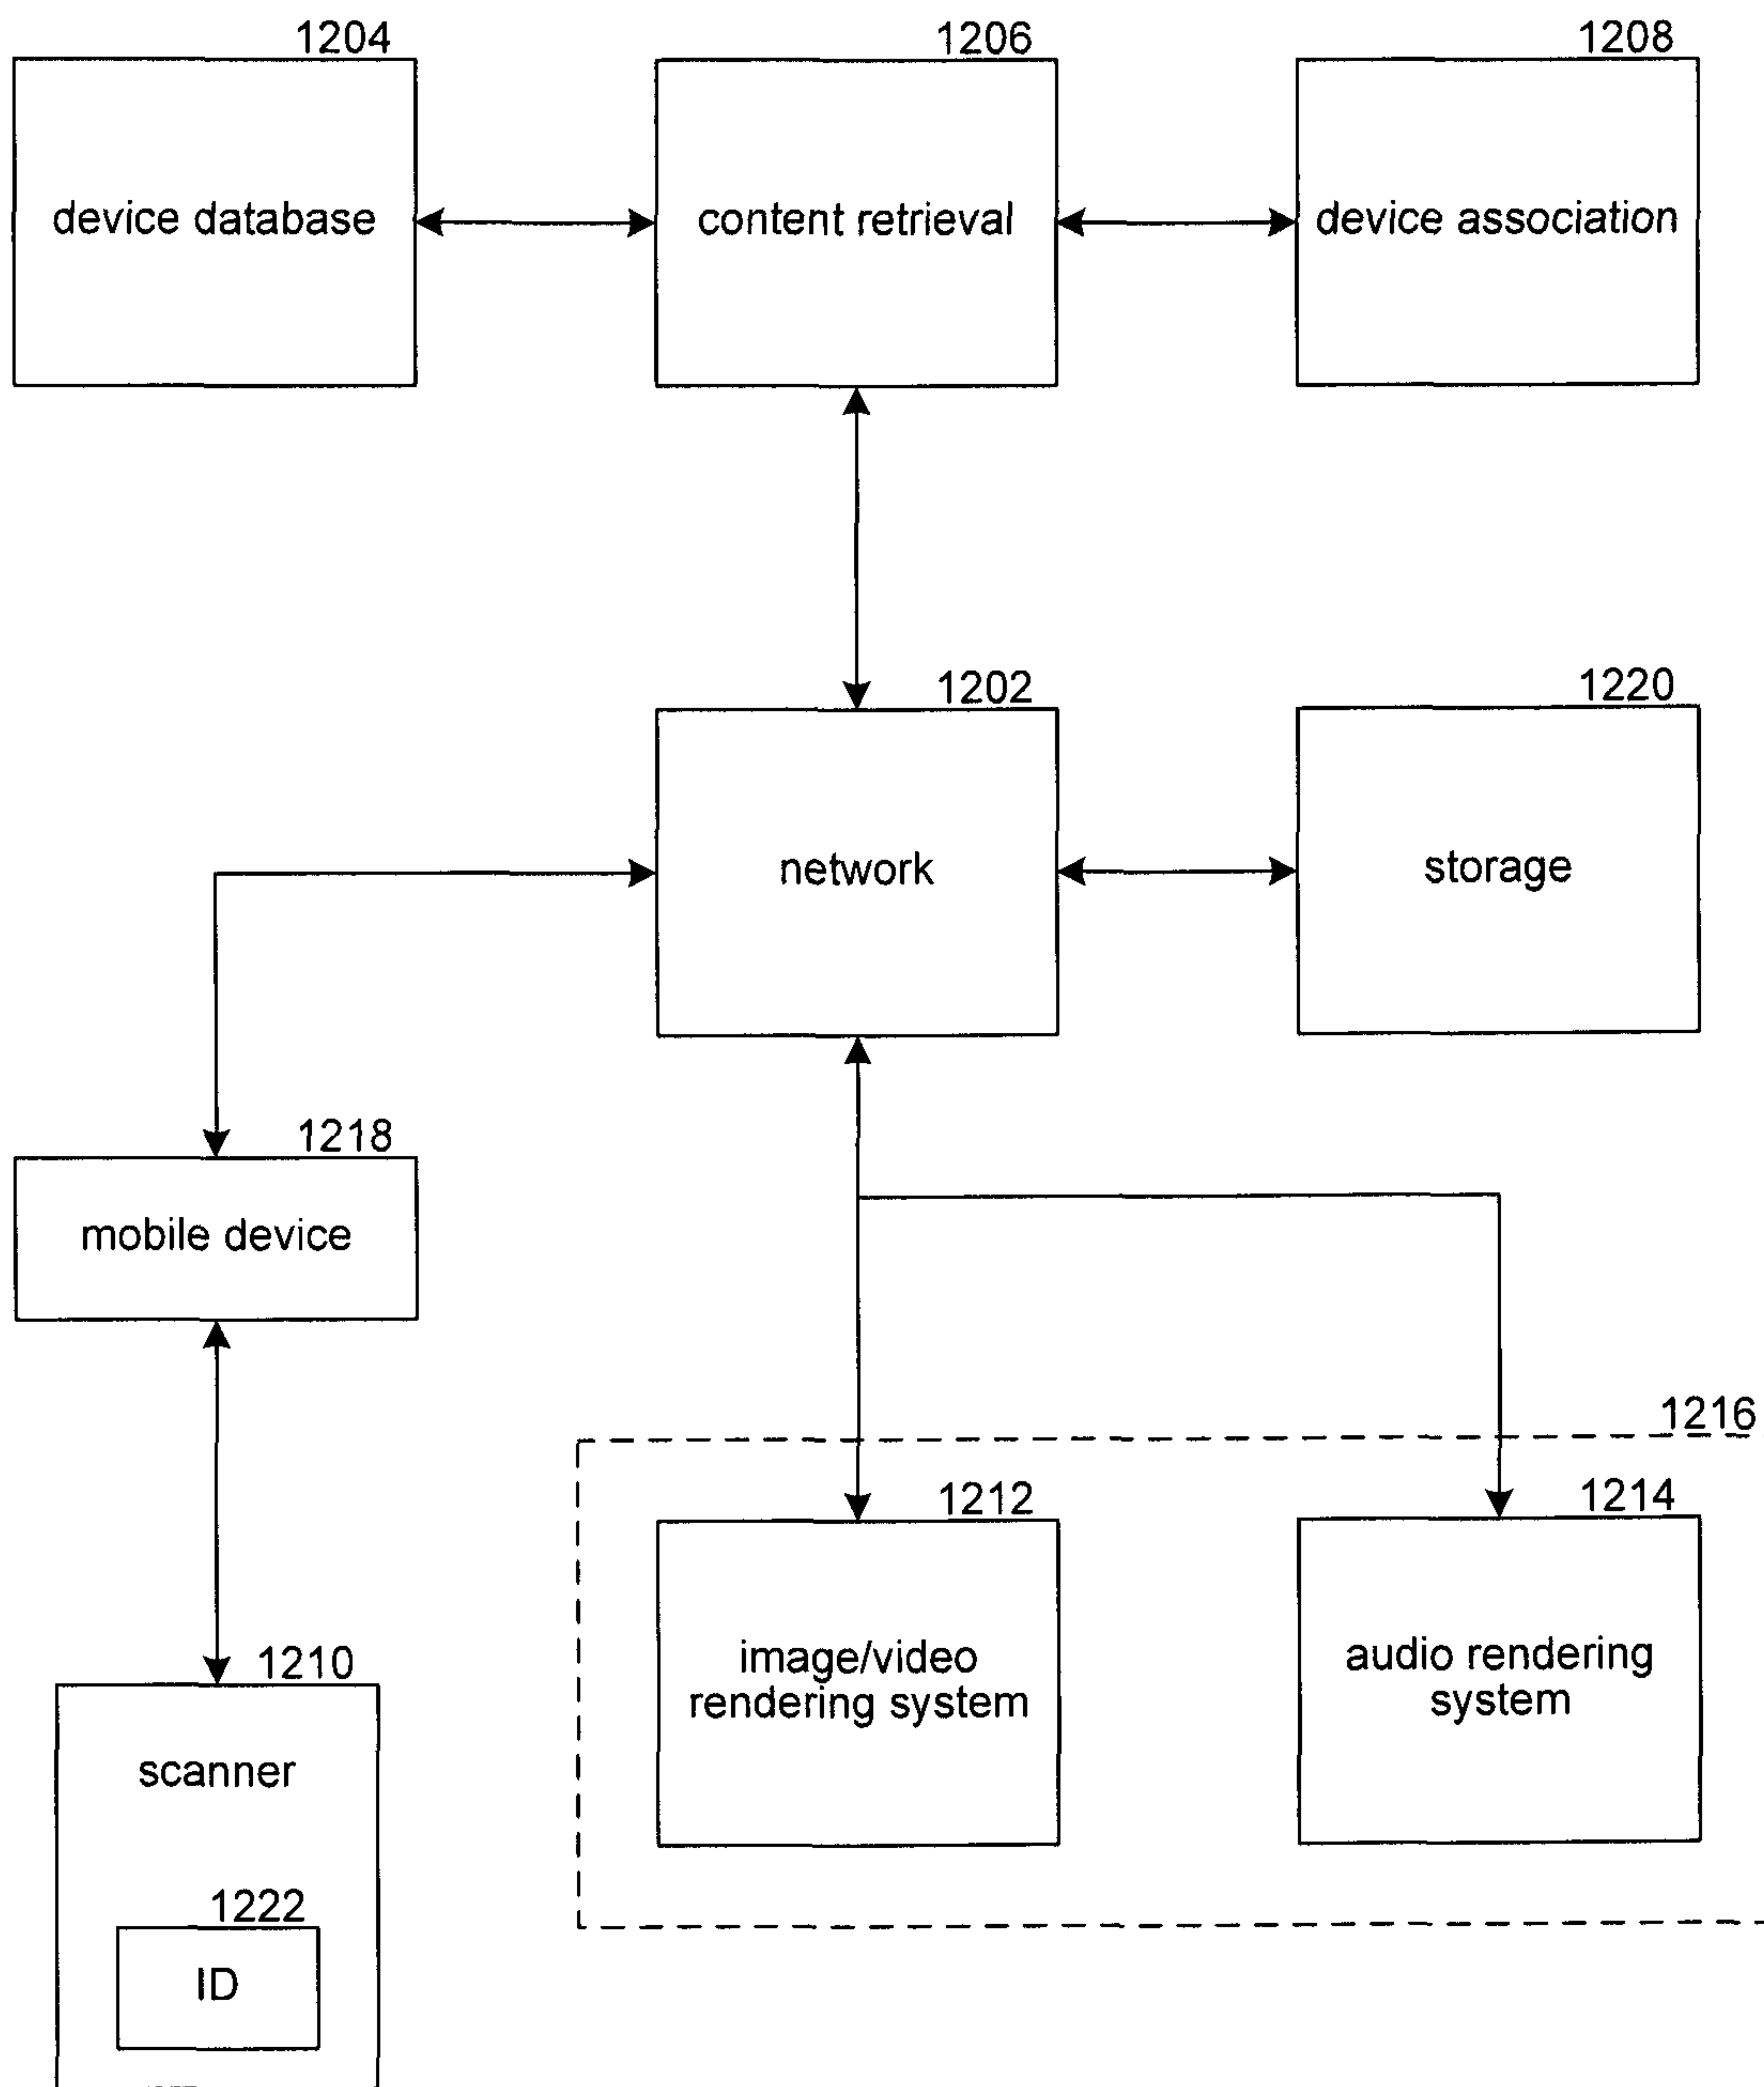 1204
device database
1206
content retrieval
1208
device association
1202
network
1220
storage
1218
mobile device
1216
1212
image/video
rendering system
1214
audio rendering
system
1210
scanner
1222
ID